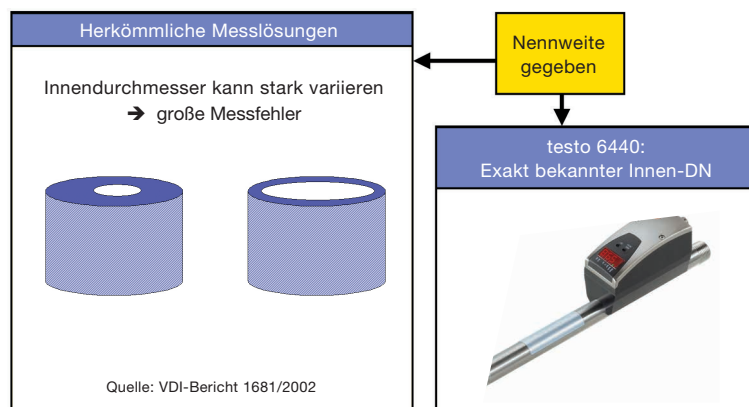 Herkömmliche Messlösungen
Innendurchmesser kann stark variieren
➔ große Messfehler
Quelle: VDI-Bericht 1681/2002
Nennweite
gegeben
testo 6440:
Exakt bekannter Innen-DN